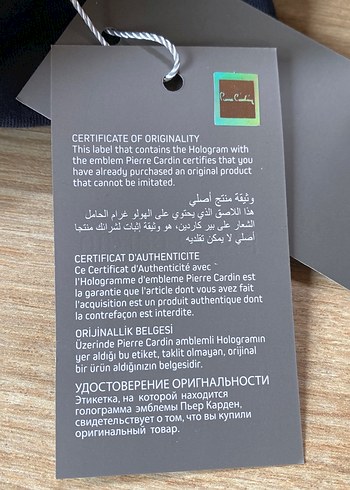 Pierre Cardin
CERTIFICATE OF ORIGINALITY
This label that contains the Hologram with
the emblem Pierre Cardin certifies that you
have already purchased an original product
that cannot be imitated.
وثيقة منتج أصلي
هذا اللاصق الذي يحتوي على الهولو غرام الحامل
الشعار على بير كاردين، هو وثيقة إثبات لشرائك منتجا
أصلي لا يمكن تقليده
CERTIFICAT D'AUTHENTICITE
Ce Certificat d'Authenticité avec
l'Hologramme d'embleme Pierre Cardin est
la garantie que l'article dont vous avez fait
l'acquisition est un produit authentique dont
la contrefaçon est interdite.
ORİJİNALLİK BELGESİ
Üzerinde Pierre Cardin amblemli Hologramın
yer aldığı bu etiket, taklit olmayan, orijinal
bir ürün aldığınızın belgesidir.
УДОСТОВЕРЕНИЕ ОРИГНАЛЬНОСТИ
Этикетка, на которой находится
голограмма эмблемы Пьер Карден,
свидетельствует о том, что вы купили
оригинальный товар.